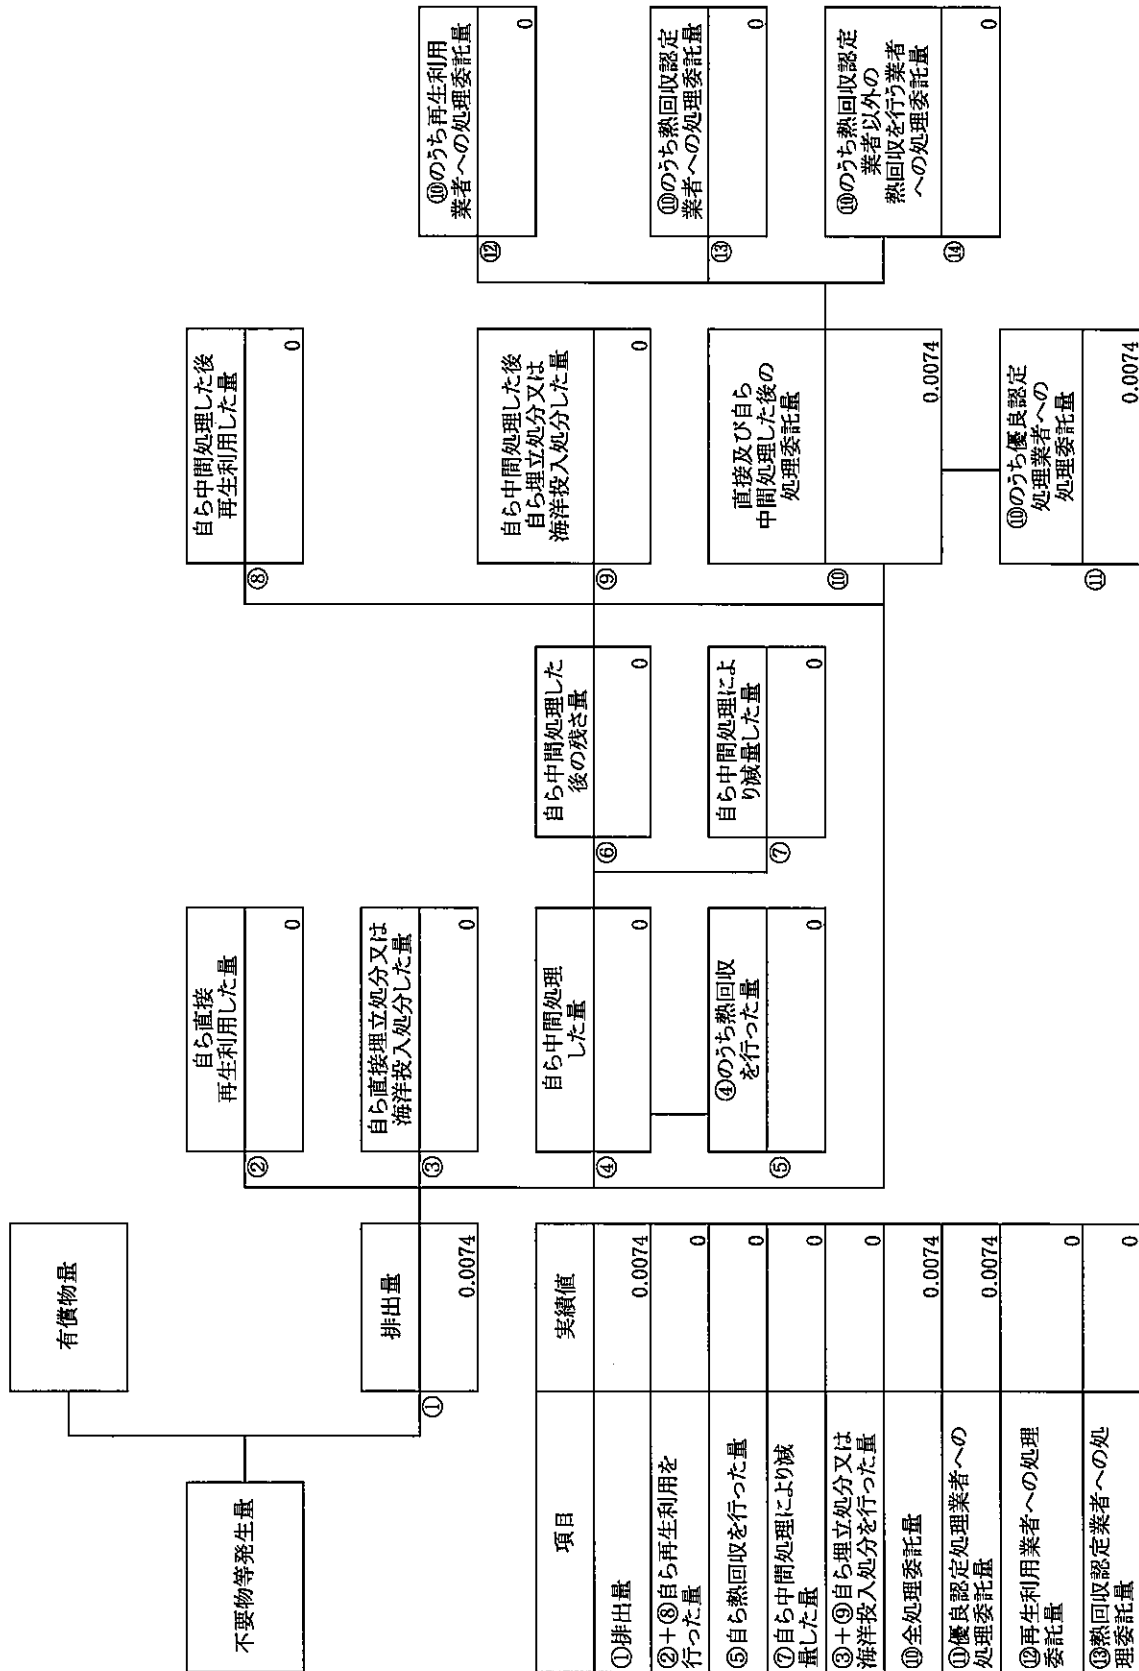 不要物等発生量
有償物量
①
排出量
0.0074
②
自ら直接
再生利用した量
0
③
自ら直接埋立処分又は
海洋投入処分した量
0
④
自ら中間処理
した量
0
⑤
④のうち熱回収
を行った量
0
⑥
自ら中間処理した
後の残さ量
0
⑦
自ら中間処理によ
り減量した量
0
⑧
自ら中間処理した後
再生利用した量
0
⑨
自ら中間処理した後
自ら埋立処分又は
海洋投入処分した量
0
⑩
直接及び自ら
中間処理した後の
処理委託量
0.0074
⑪
⑩のうち優良認定
処理業者への
処理委託量
0.0074
⑫
⑩のうち再生利用
業者への処理委託量
0
⑬
⑩のうち熱回収認定
業者への処理委託量
0
⑭
⑩のうち熱回収認定
業者以外の
熱回収を行う業者
への処理委託量
0
項目 実績値
①排出量 0.0074
②+⑧自ら再生利用を
行った量 0
⑤自ら熱回収を行った量 0
⑦自ら中間処理により減
量した量 0
③+⑨自ら埋立処分又は
海洋投入処分を行った量 0
⑩全処理委託量 0.0074
⑪優良認定処理業者への
処理委託量 0.0074
⑫再生利用業者への処理
委託量 0
⑬熱回収認定業者への処
理委託量 0